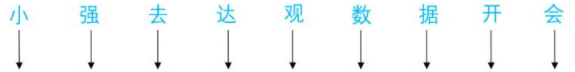 小 强 去 达 观 数 据 开 会